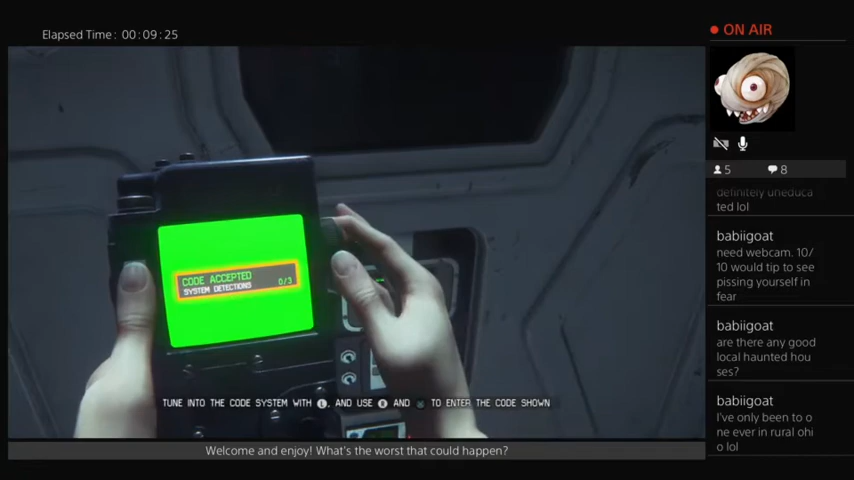 Elapsed Time: 00:09:25
ON AIR
5
8
definitely uneduca
ted lol
babiigoat
need webcam. 10/
10 would tip to see
pissing yourself in
fear
babiigoat
are there any good
local haunted hou
ses?
babiigoat
I've only been to o
ne ever in rural ohi
o lol
CODE ACCEPTED
SYSTEM DETECTIONS 0/3
TUNE INTO THE CODE SYSTEM WITH L, AND USE R AND TO ENTER THE CODE SHOWN
Welcome and enjoy! What's the worst that could happen?